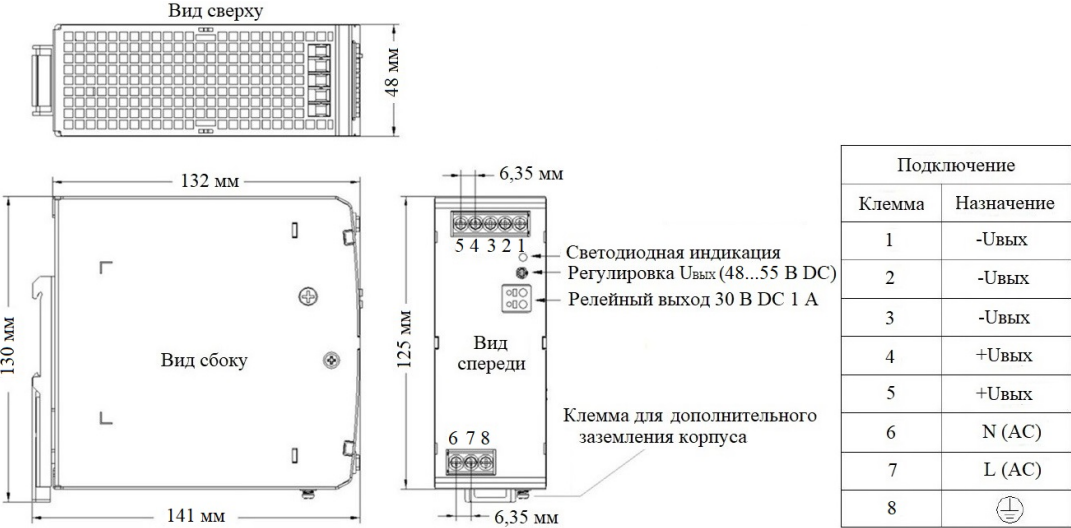 Вид сверху
48 мм
132 мм
130 мм
Вид сбоку
141 мм
6,35 мм
5 4 3 2 1
Светодиодная индикация
Регулировка Uвых (48...55 В DC)
Релейный выход 30 В DC 1 А
125 мм
Вид
спереди
Клемма для дополнительного
заземления корпуса
6 7 8
6,35 мм
Подключение
Клемма Назначение
1 -Uвых
2 -Uвых
3 -Uвых
4 +Uвых
5 +Uвых
6 N (AC)
7 L (AC)
8